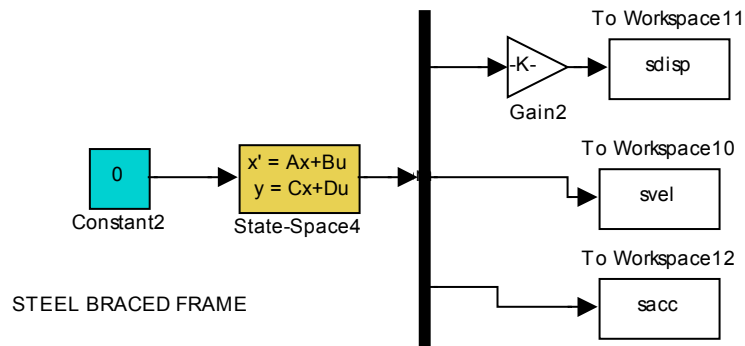 To Workspace11
sdisp
-K-
Gain2
To Workspace10
0
x' = Ax+Bu
y = Cx+Du
svel
Constant2
State-Space4
To Workspace12
sacc
STEEL BRACED FRAME